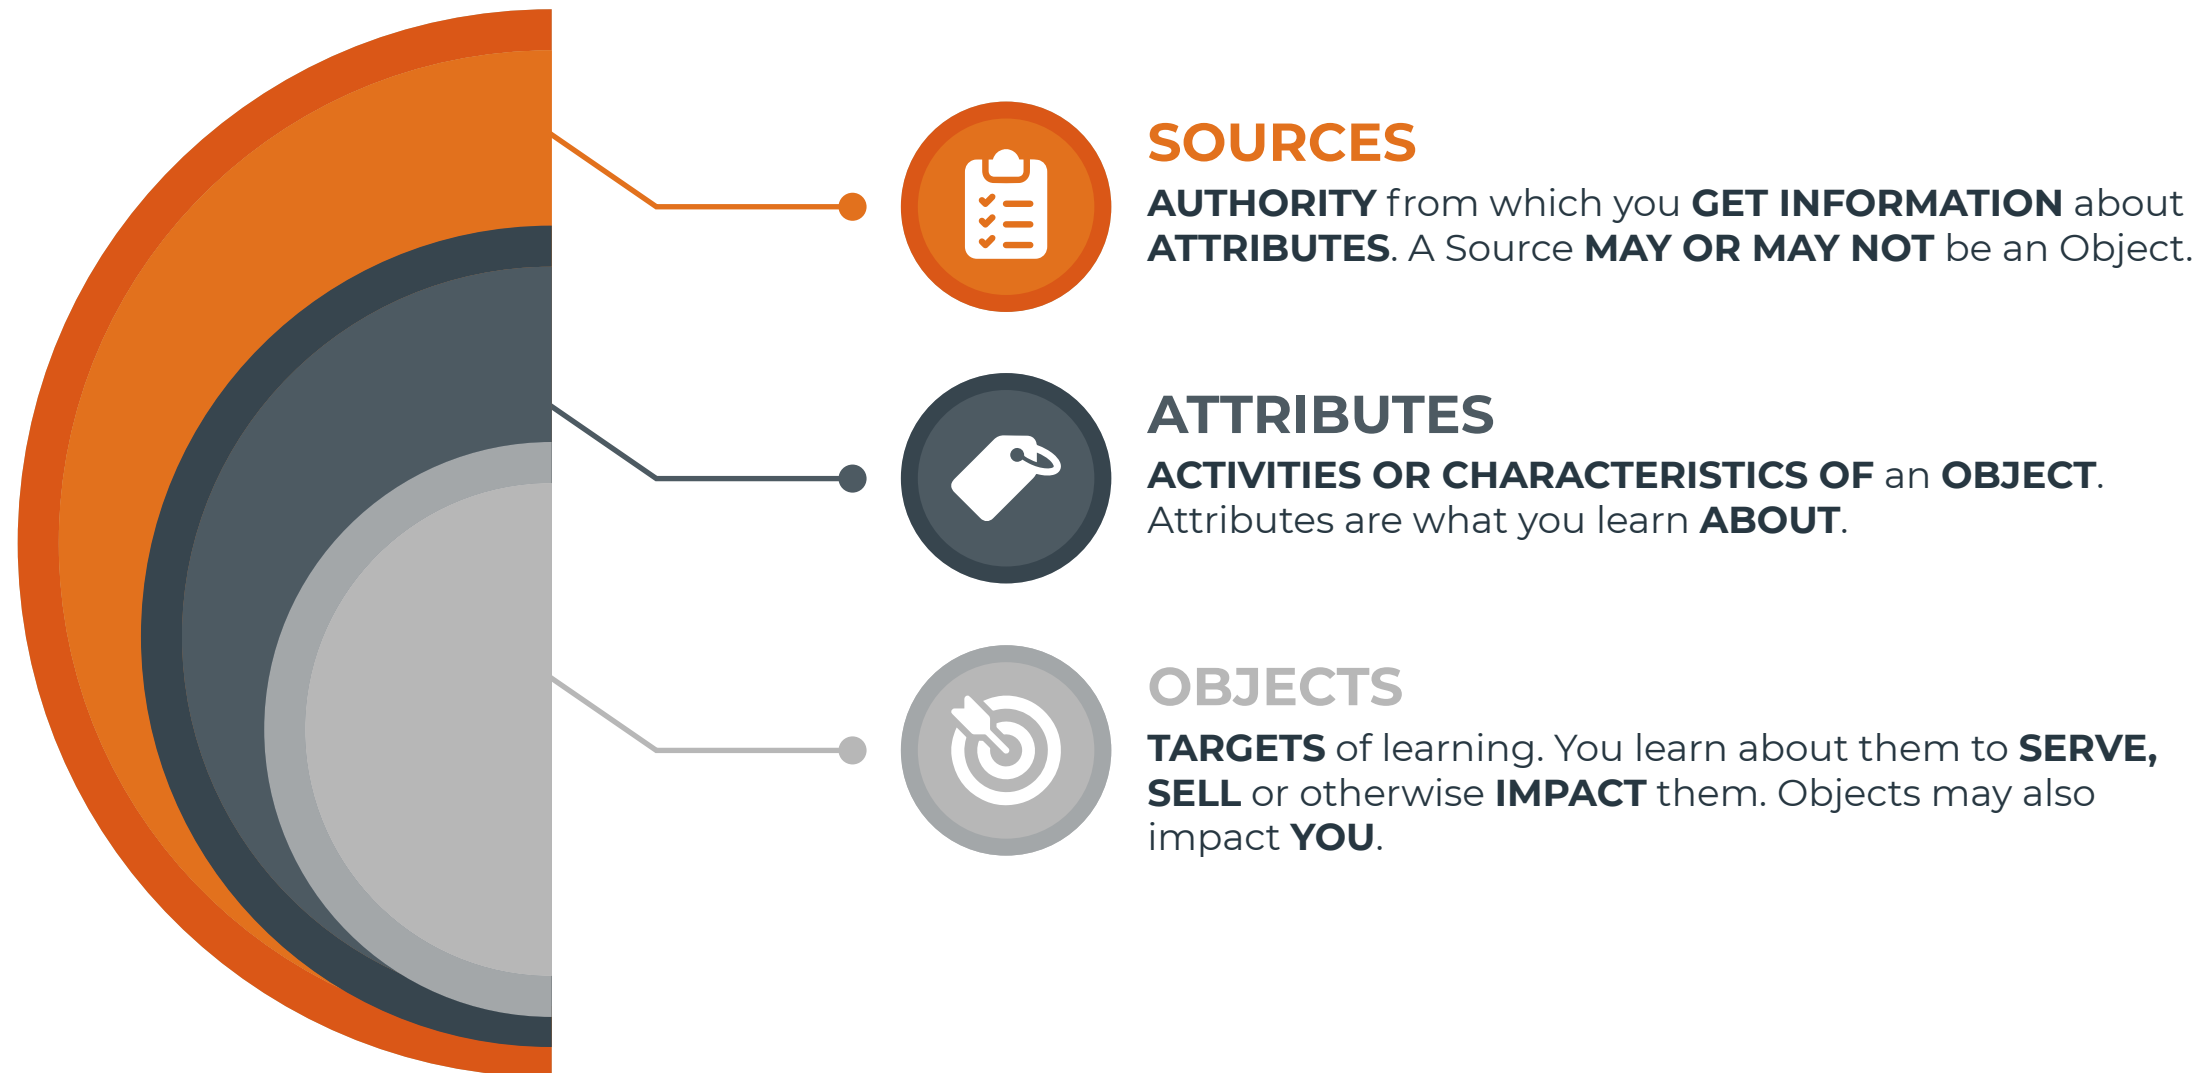 SOURCES
AUTHORITY from which you GET INFORMATION about
ATTRIBUTES. A Source MAY OR MAY NOT be an Object.
ATTRIBUTES
ACTIVITIES OR CHARACTERISTICS OF an OBJECT.
Attributes are what you learn ABOUT.
OBJECTS
TARGETS of learning. You learn about them to SERVE,
SELL or otherwise IMPACT them. Objects may also
impact YOU.